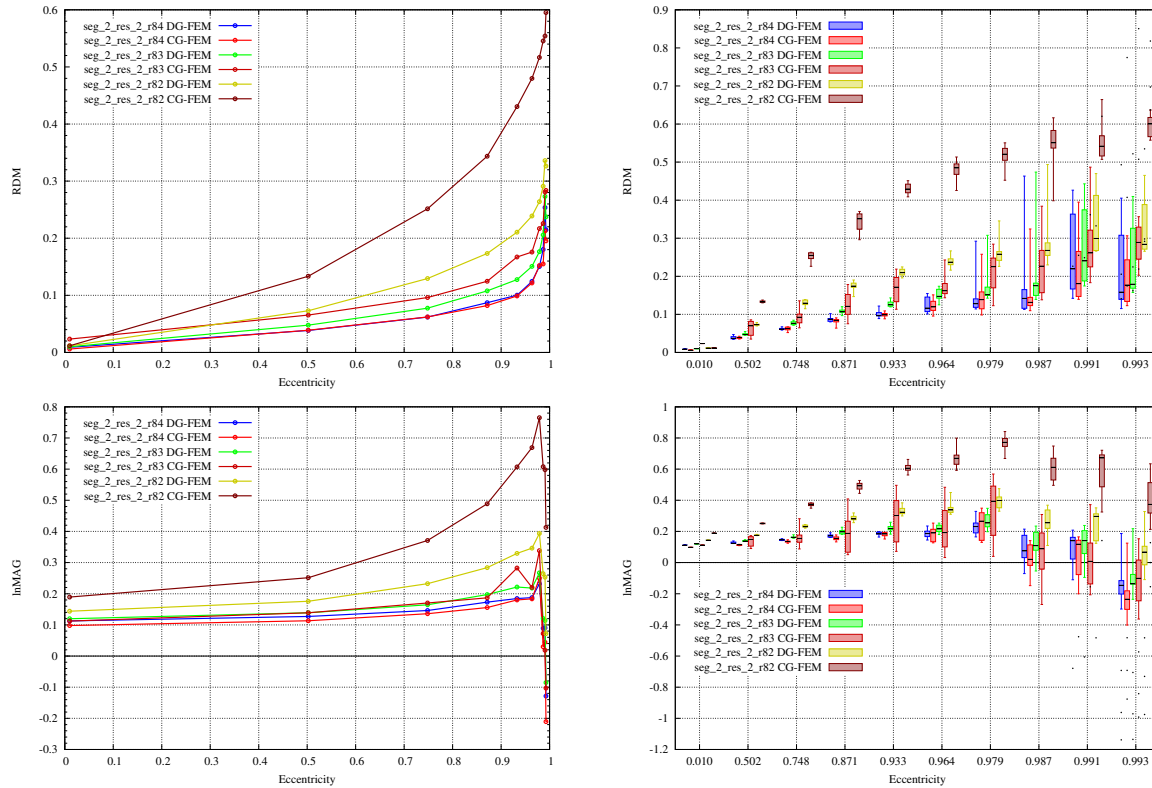 0.6
0.5
0.4
0.3
0.2
0.1
0
RDM
seg_2_res_2_r84 DG-FEM
seg_2_res_2_r84 CG-FEM
seg_2_res_2_r83 DG-FEM
seg_2_res_2_r83 CG-FEM
seg_2_res_2_r82 DG-FEM
seg_2_res_2_r82 CG-FEM
0 0.1 0.2 0.3 0.4 0.5 0.6 0.7 0.8 0.9 1
Eccentricity
0.9
0.8
0.7
0.6
0.5
0.4
0.3
0.2
0.1
0
RDM
seg_2_res_2_r84 DG-FEM
seg_2_res_2_r84 CG-FEM
seg_2_res_2_r83 DG-FEM
seg_2_res_2_r83 CG-FEM
seg_2_res_2_r82 DG-FEM
seg_2_res_2_r82 CG-FEM
0.010 0.502 0.748 0.871 0.933 0.964 0.979 0.987 0.991 0.993
Eccentricity
0.8
0.7
0.6
0.5
0.4
0.3
0.2
0.1
0
-0.1
-0.2
-0.3
lnMAG
seg_2_res_2_r84 DG-FEM
seg_2_res_2_r84 CG-FEM
seg_2_res_2_r83 DG-FEM
seg_2_res_2_r83 CG-FEM
seg_2_res_2_r82 DG-FEM
seg_2_res_2_r82 CG-FEM
0 0.1 0.2 0.3 0.4 0.5 0.6 0.7 0.8 0.9 1
Eccentricity
1
0.8
0.6
0.4
0.2
0
-0.2
-0.4
-0.6
-0.8
-1
-1.2
lnMAG
seg_2_res_2_r84 DG-FEM
seg_2_res_2_r84 CG-FEM
seg_2_res_2_r83 DG-FEM
seg_2_res_2_r83 CG-FEM
seg_2_res_2_r82 DG-FEM
seg_2_res_2_r82 CG-FEM
0.010 0.502 0.748 0.871 0.933 0.964 0.979 0.987 0.991 0.993
Eccentricity